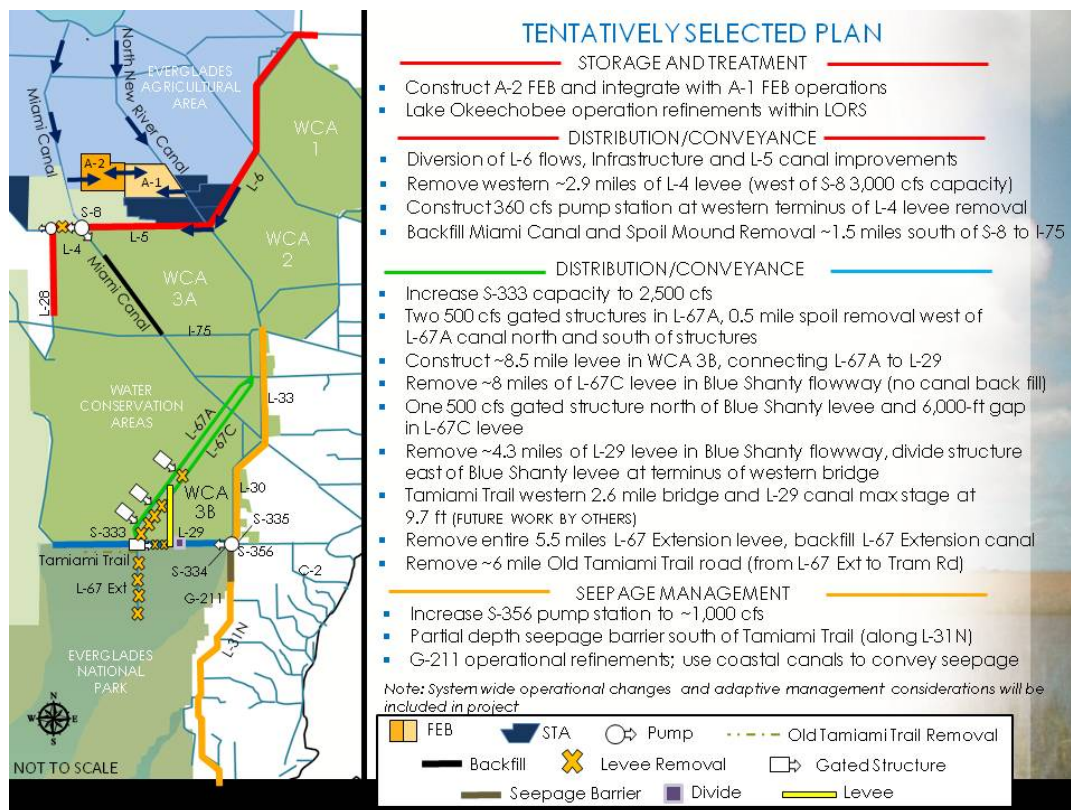 TENTATIVELY SELECTED PLAN
STORAGE AND TREATMENT
Construct A-2 FEB and integrate with A-1 FEB operations
Lake Okeechobee operation refinements within LORS
DISTRIBUTION/CONVEYANCE
Diversion of L-6 flows, Infrastructure and L-5 canal improvements
Remove western ~2.9 miles of L-4 levee (west of S-8 3,000 cfs capacity)
Construct 360 cfs pump station at western terminus of L-4 levee removal
Backfill Miami Canal and Spoil Mound Removal ~1.5 miles south of S-8 to I-75
DISTRIBUTION/CONVEYANCE
Increase S-333 capacity to 2,500 cfs
Two 500 cfs gated structures in L-67A, 0.5 mile spoil removal west of
L-67A canal north and south of structures
Construct ~8.5 mile levee in WCA 3B, connecting L-67A to L-29
Remove ~8 miles of L-67C levee in Blue Shanty flowway (no canal back fill)
One 500 cfs gated structure north of Blue Shanty levee and 6,000-ft gap
in L-67C levee
Remove ~4.3 miles of L-29 levee in Blue Shanty flowway, divide structure
east of Blue Shanty levee at terminus of western bridge
Tamiami Trail western 2.6 mile bridge and L-29 canal max stage at
9.7 ft (FUTURE WORK BY OTHERS)
Remove entire 5.5 miles L-67 Extension levee, backfill L-67 Extension canal
Remove ~6 mile Old Tamiami Trail road (from L-67 Ext to Tram Rd)
SEEPAGE MANAGEMENT
Increase S-356 pump station to ~1,000 cfs
Partial depth seepage barrier south of Tamiami Trail (along L-31N)
G-211 operational refinements; use coastal canals to convey seepage
Note: System wide operational changes and adaptive management considerations will be
included in project
FEB
STA
Pump
Old Tamiami Trail Removal
Backfill
Levee Removal
Gated Structure
Seepage Barrier
Divide
Levee
Miami Canal
North New River Canal
EVERGLADES
AGRICULTURAL
AREA
WCA
1
A-2
A-1
L-6
S-8
L-5
L-4
WCA
2
WCA
3A
L-28
Miami Canal
I-75
WATER
CONSERVATION
AREAS
L-67A
L-67C
L-33
L-30
WCA
3B
S-335
S-333
L-29
S-356
Tamiami Trail
S-334
C-2
L-67 Ext
G-211
L-31N
EVERGLADES
NATIONAL
PARK
N
W
E
S
NOT TO SCALE